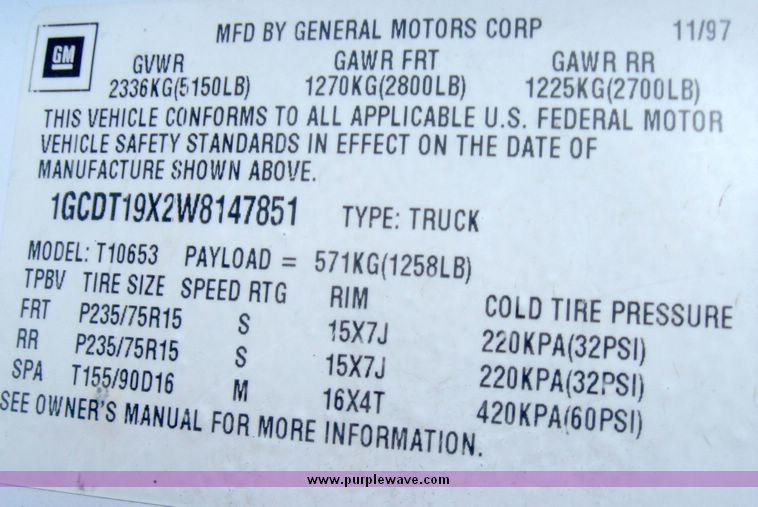 MFD BY GENERAL MOTORS CORP 11/97
GM
GVWR GAWR FRT GAWR RR
2336KG(5150LB) 1270KG(2800LB) 1225KG(2700LB)
THIS VEHICLE CONFORMS TO ALL APPLICABLE U.S. FEDERAL MOTOR
VEHICLE SAFETY STANDARDS IN EFFECT ON THE DATE OF
MANUFACTURE SHOWN ABOVE.
1GCDT19X2W8147851 TYPE: TRUCK
MODEL: T10653 PAYLOAD = 571KG(1258LB)
TPBV TIRE SIZE SPEED RTG RIM COLD TIRE PRESSURE
FRT P235/75R15 S 15X7J 220KPA(32PSI)
RR P235/75R15 S 15X7J 220KPA(32PSI)
SPA T155/90D16 M 16X4T 420KPA(60PSI)
SEE OWNER'S MANUAL FOR MORE INFORMATION.
www.purplewave.com